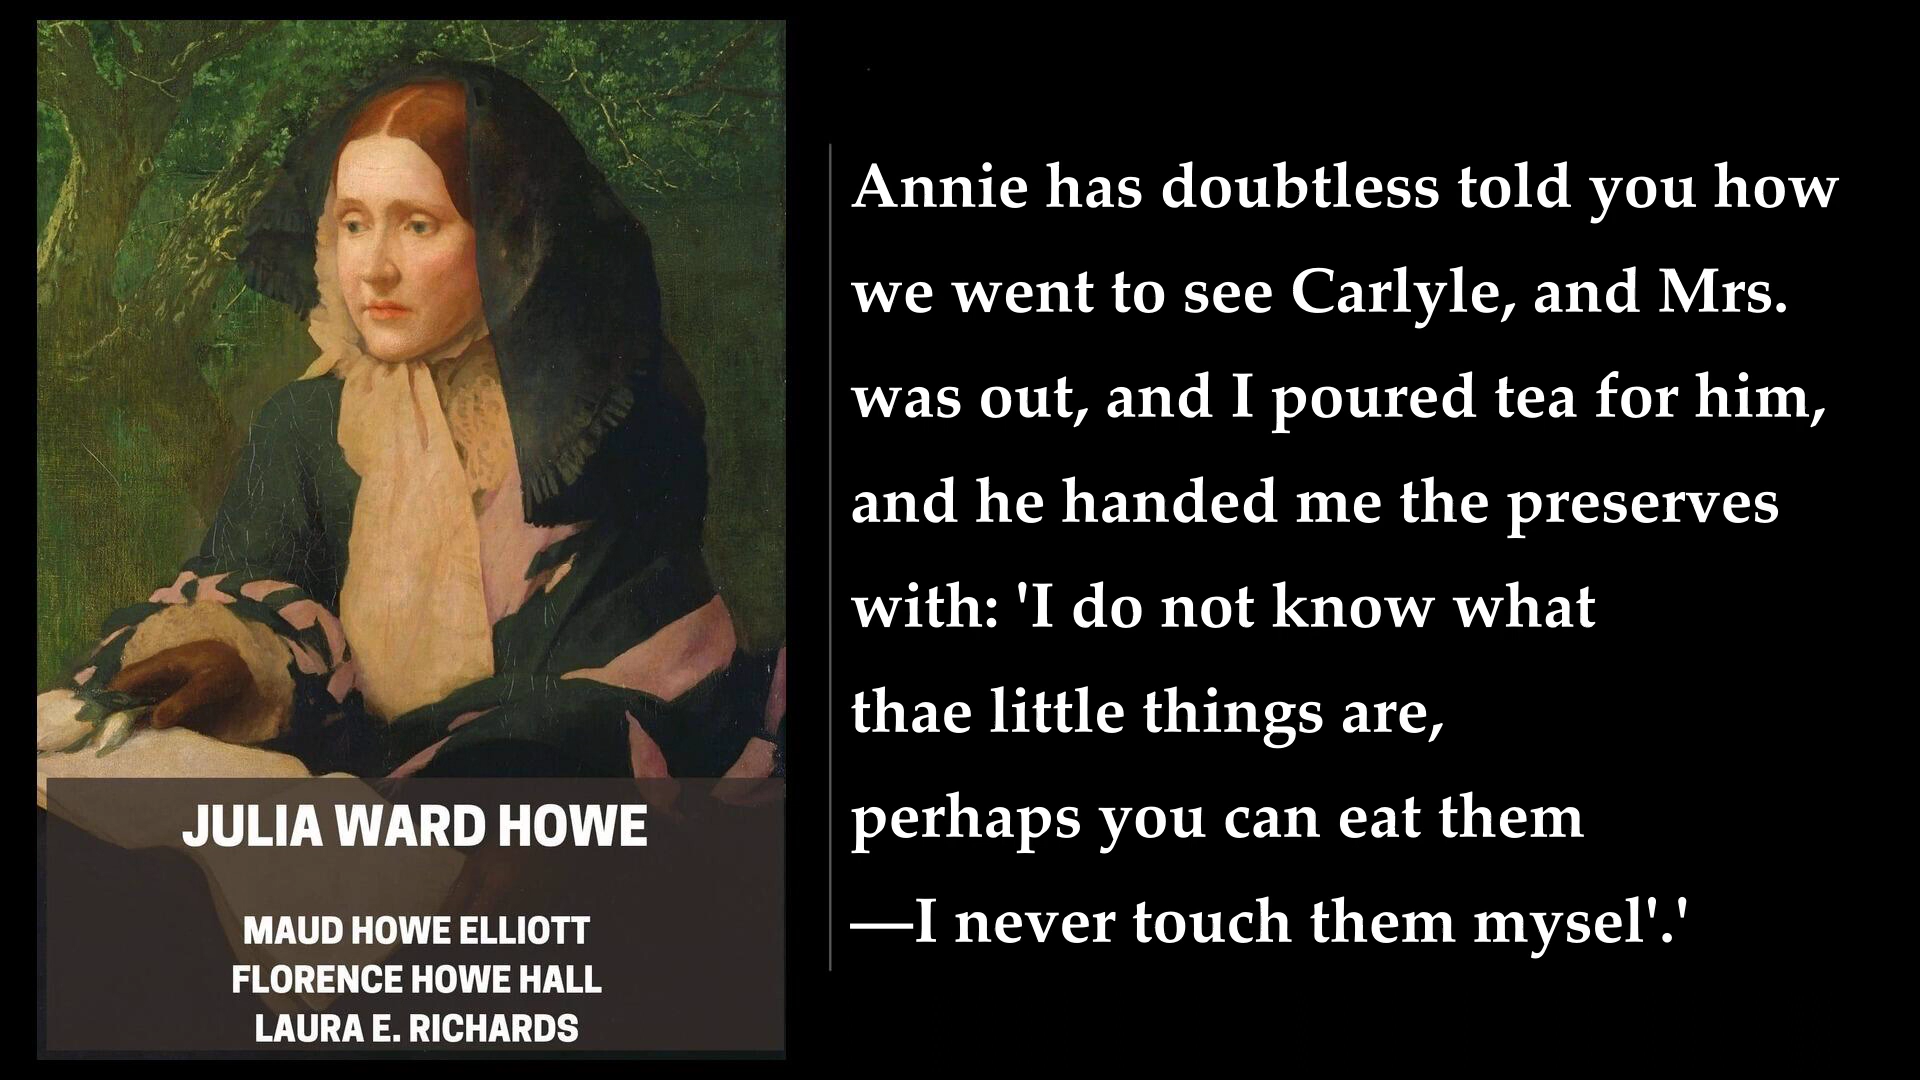 JULIA WARD HOWE
MAUD HOWE ELLIOTT
FLORENCE HOWE HALL
LAURA E. RICHARDS
Annie has doubtless told you how
we went to see Carlyle, and Mrs.
was out, and I poured tea for him,
and he handed me the preserves
with: 'I do not know what
thae little things are,
perhaps you can eat them
—I never touch them mysel'.'